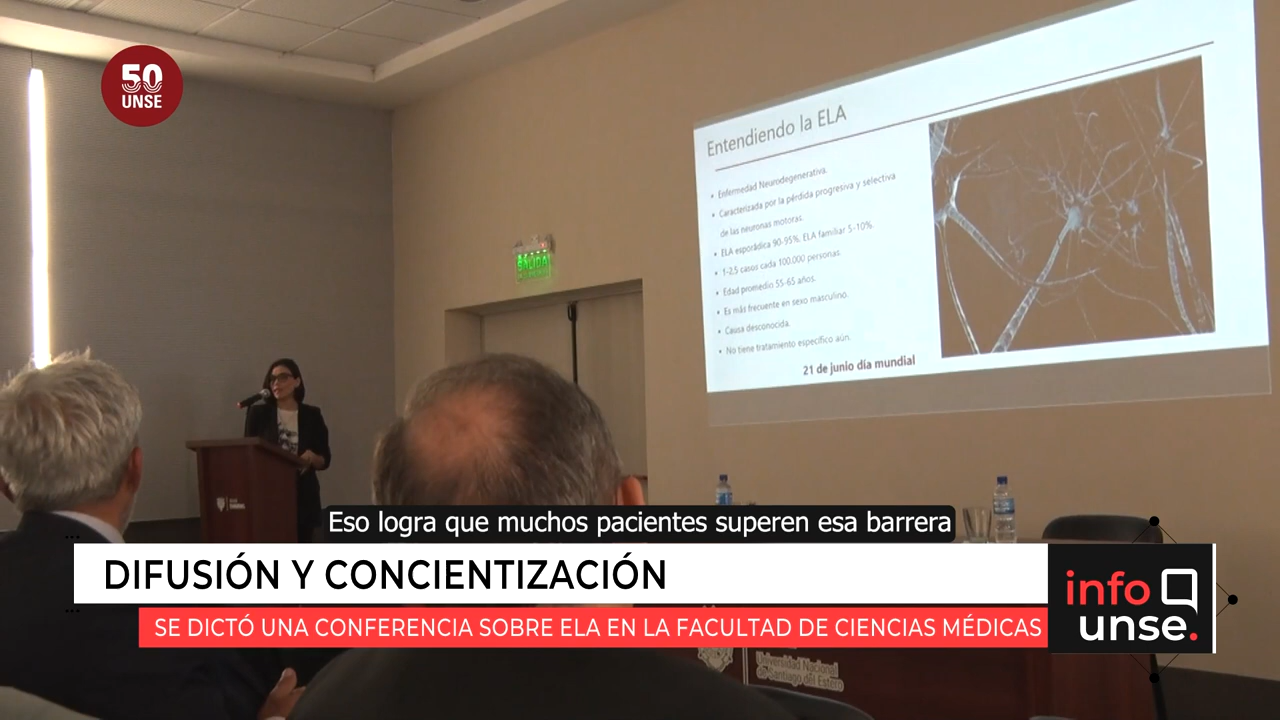 50
UNSE
Entendiendo la ELA
• Enfermedad Neurodegenerativa.
• Caracterizada por la pérdida progresiva y selectiva
de las neuronas motoras.
• ELA esporádica 90-95%, ELA familiar 5-10%.
• 1-2.5 casos cada 100.000 personas.
• Edad promedio 55-65 años.
• Es más frecuente en sexo masculino.
• Causa desconocida.
• No tiene tratamiento específico aún.
21 de junio día mundial
SALIDA
Eso logra que muchos pacientes superen esa barrera
DIFUSIÓN Y CONCIENTIZACIÓN
SE DICTÓ UNA CONFERENCIA SOBRE ELA EN LA FACULTAD DE CIENCIAS MÉDICAS
info
unse.
Universidad Nacional
de Santiago del Estero